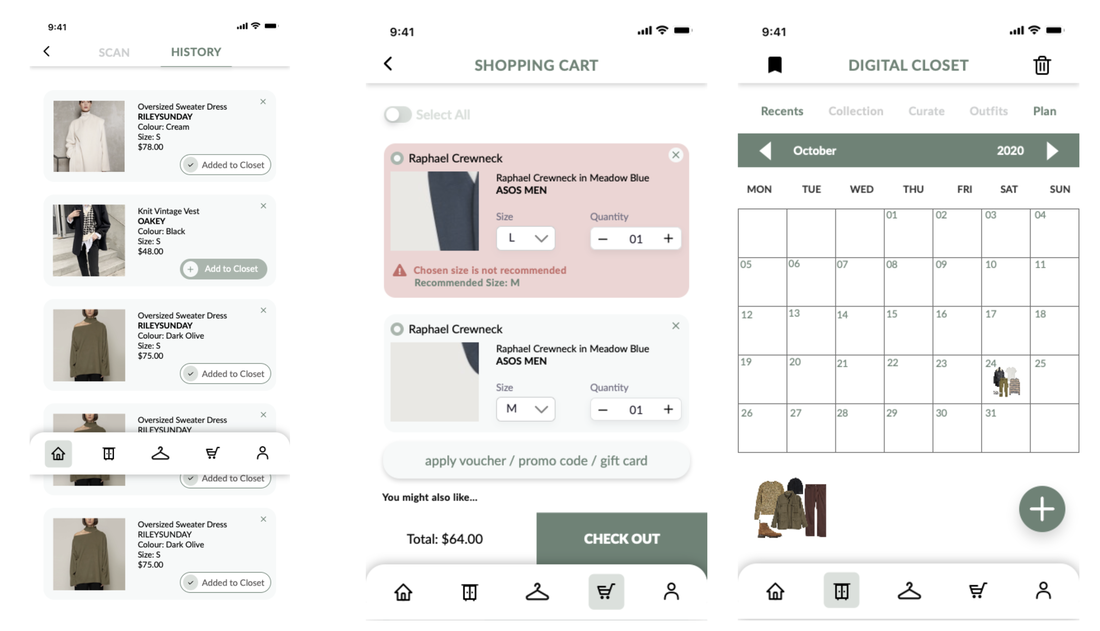 9:41
SCAN HISTORY
Oversized Sweater Dress
RILEYSUNDAY
Colour: Cream
Size: S
$78.00
Added to Closet
Knit Vintage Vest
OAKEY
Colour: Black
Size: S
$48.00
Add to Closet
Oversized Sweater Dress
RILEYSUNDAY
Colour: Dark Olive
Size: S
$75.00
Added to Closet
Oversized Sweater Dress
RILEYSUNDAY
Added to Closet
Oversized Sweater Dress
RILEYSUNDAY
Colour: Dark Olive
Size: S
$75.00
Added to Closet
9:41
SHOPPING CART
Select All
Raphael Crewneck
Raphael Crewneck in Meadow Blue
ASOS MEN
Size Quantity
L 01
Chosen size is not recommended
Recommended Size: M
Raphael Crewneck
Raphael Crewneck in Meadow Blue
ASOS MEN
Size Quantity
M 01
apply voucher / promo code / gift card
You might also like...
Total: $64.00 CHECK OUT
9:41
DIGITAL CLOSET
Recents Collection Curate Outfits Plan
October 2020
MON TUE WED THU FRI SAT SUN
01 02 03 04
05 06 07 08 09 10 11
12 13 14 15 16 17 18
19 20 21 22 23 24 25
26 27 28 29 30 31